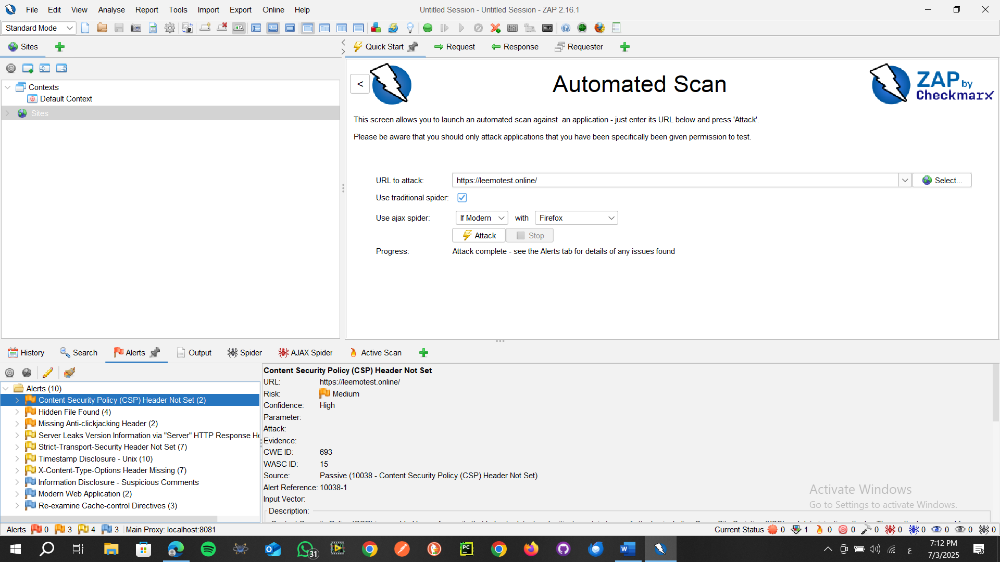 File Edit View Analyse Report Tools Import Export Online Help
Untitled Session - Untitled Session - ZAP 2.16.1
Standard Mode
Sites
Quick Start Request Response Requester
Contexts
Default Context
Sites
<
Automated Scan
ZAP by
Checkmarx
This screen allows you to launch an automated scan against an application - just enter its URL below and press 'Attack'.
Please be aware that you should only attack applications that you have been specifically been given permission to test.
URL to attack: https://leemotest.online/ Select...
Use traditional spider:
Use ajax spider: If Modern with Firefox
Attack Stop
Progress: Attack complete - see the Alerts tab for details of any issues found
History Search Alerts Output Spider AJAX Spider Active Scan
Alerts (10)
Content Security Policy (CSP) Header Not Set (2)
Hidden File Found (4)
Missing Anti-clickjacking Header (2)
Server Leaks Version Information via "Server" HTTP Response
Strict-Transport-Security Header Not Set (7)
Timestamp Disclosure - Unix (10)
X-Content-Type-Options Header Missing (7)
Information Disclosure - Suspicious Comments
Modern Web Application (2)
Re-examine Cache-control Directives (3)
Content Security Policy (CSP) Header Not Set
URL: https://leemotest.online/
Risk: Medium
Confidence: High
Parameter:
Attack:
Evidence:
CWE ID: 693
WASC ID: 15
Source: Passive (10038 - Content Security Policy (CSP) Header Not Set)
Alert Reference: 10038-1
Input Vector:
Description:
Activate Windows
Go to Settings to activate Windows.
Alerts 0 3 4 3 Main Proxy: localhost:8081
Current Status 0 1 0 0 0 0 0 0 0 0
31
PC
ع
7:12 PM
7/3/2025